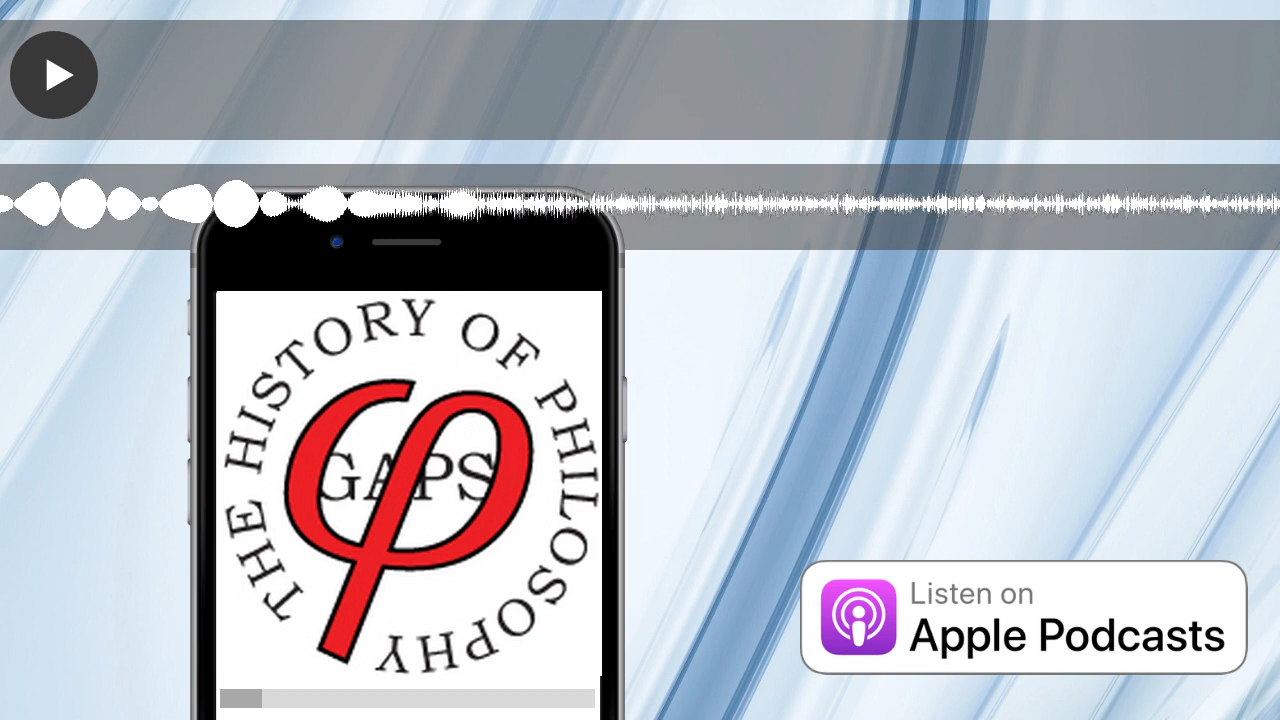 THE HISTORY OF PHILOSOPHY
φ
GAPS
Listen on
Apple Podcasts